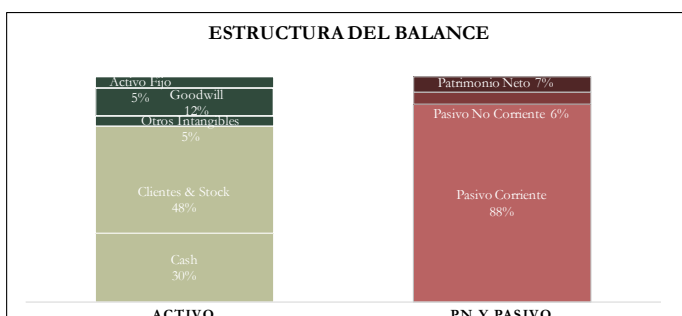 ESTRUCTURA DEL BALANCE
Activo Fijo
5%
Goodwill
12%
Otros Intangibles
5%
Clientes & Stock
48%
Cash
30%
Patrimonio Neto 7%
Pasivo No Corriente 6%
Pasivo Corriente
88%
ACTIVO
PN Y PASIVO